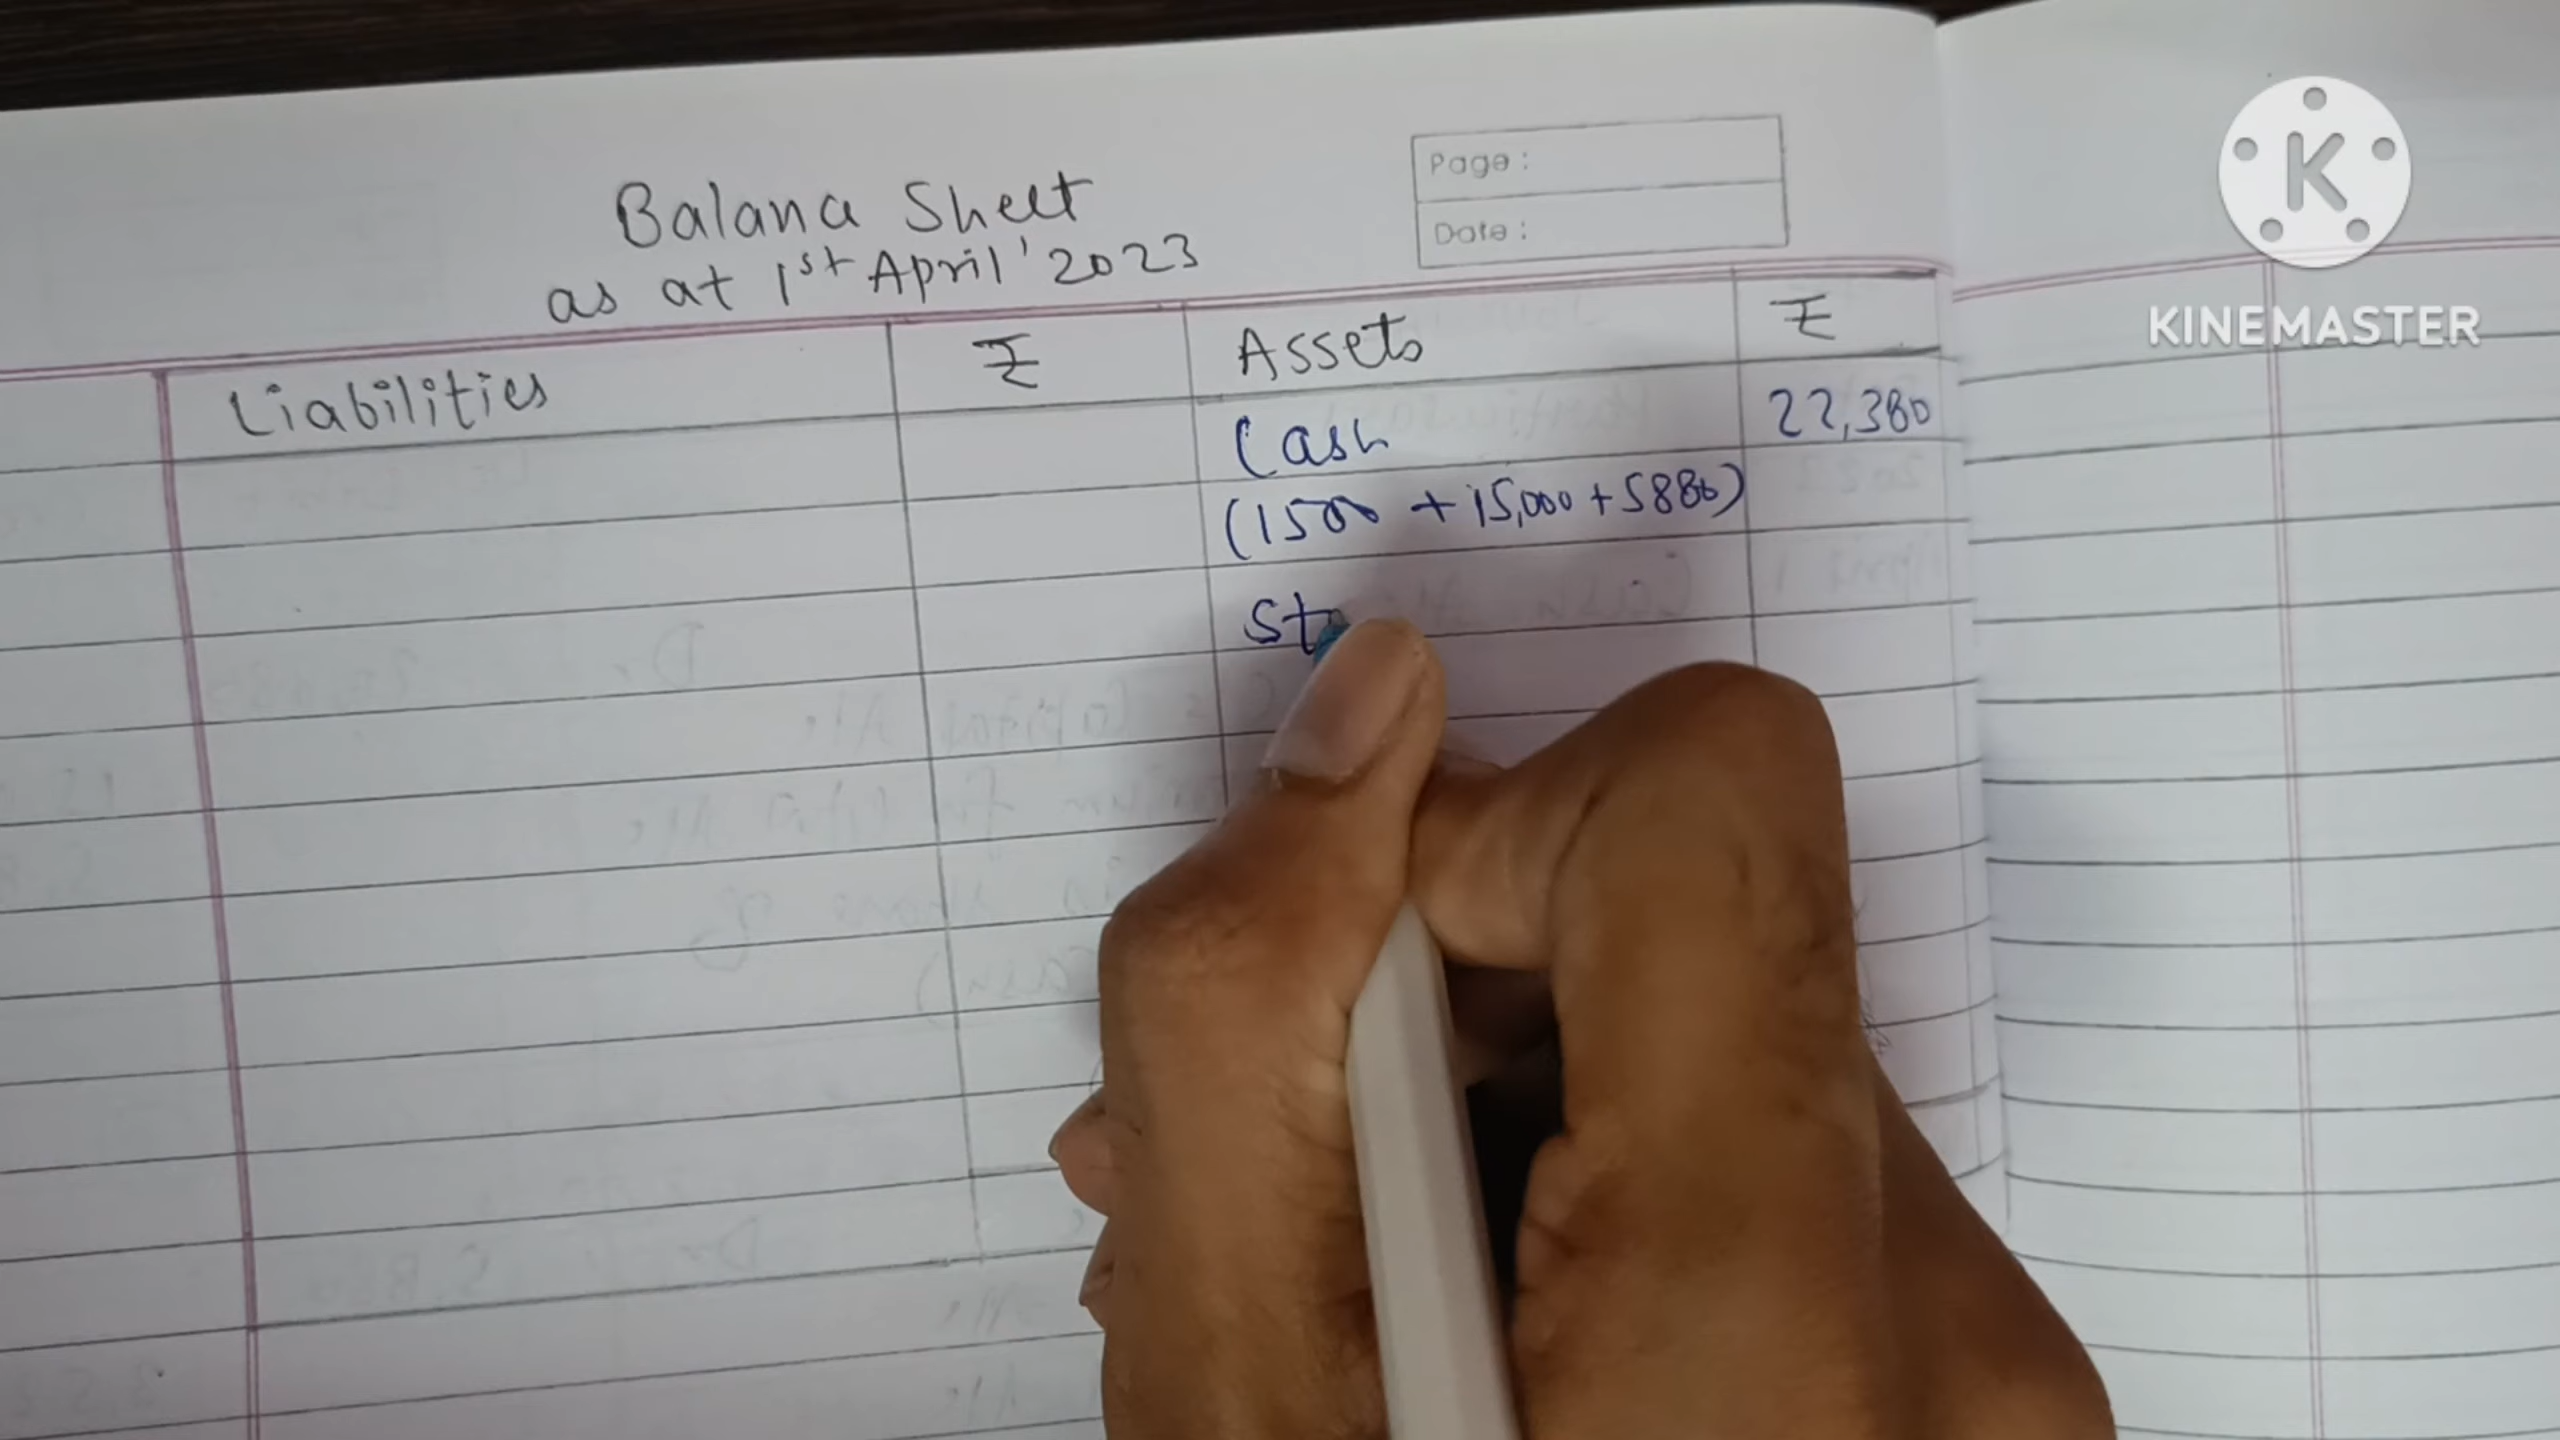 Balance Sheet
as at 1st April' 2023
Page :
Date :
Liabilities ₹ Assets ₹
Cash 22,380
(1500 + 15,000 + 5880)
St
KINEMASTER